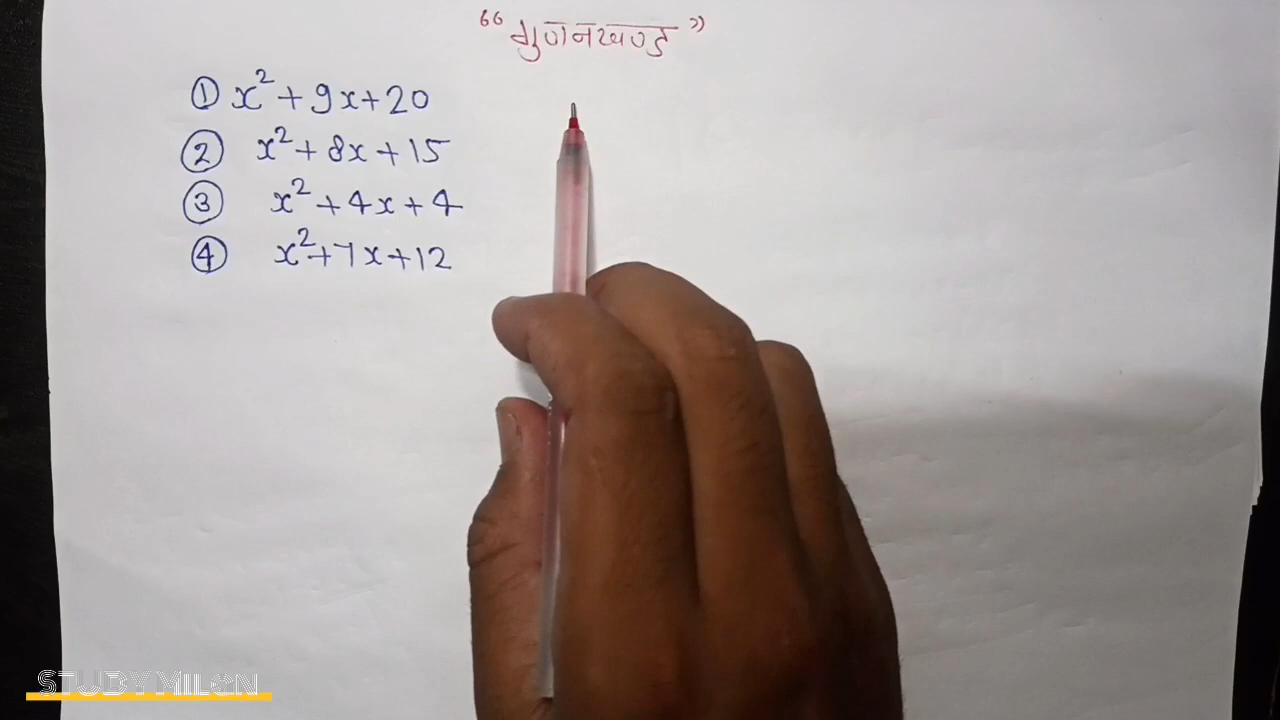 “गुणनखण्ड”
① x² + 9x + 20
② x² + 8x + 15
③ x² + 4x + 4
④ x² + 7x + 12
STUDY MILAN